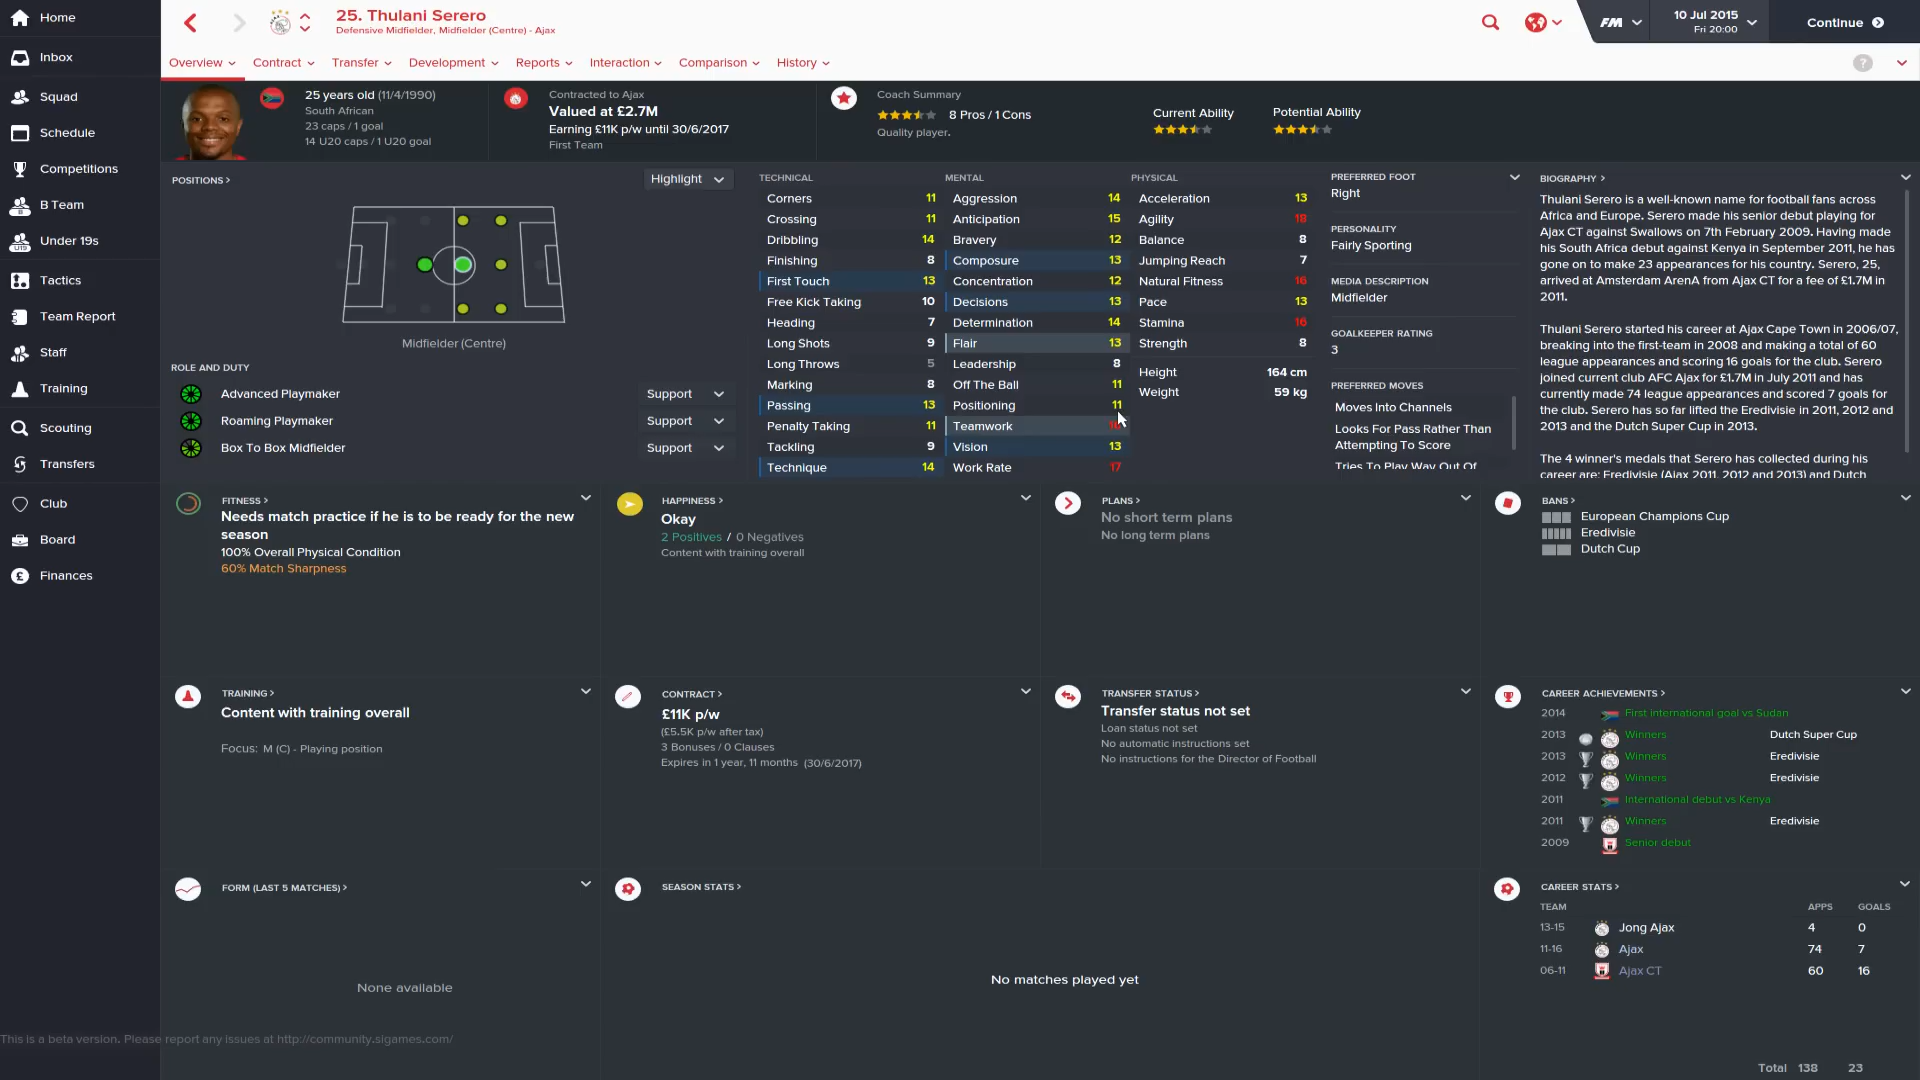 Home
Inbox
Squad
Schedule
Competitions
B Team
Under 19s
Tactics
Team Report
Staff
Training
Scouting
Transfers
Club
Board
Finances
25. Thulani Serero
Defensive Midfielder, Midfielder (Centre) - Ajax
FM
10 Jul 2015
Fri 20:00
Continue
Overview Contract Transfer Development Reports Interaction Comparison History
?
25 years old (11/4/1990)
South African
23 caps / 1 goal
14 U20 caps / 1 U20 goal
Contracted to Ajax
Valued at £2.7M
Earning £11K p/w until 30/6/2017
First Team
Coach Summary
8 Pros / 1 Cons
Quality player.
Current Ability
Potential Ability
POSITIONS >
Highlight
Midfielder (Centre)
ROLE AND DUTY
Advanced Playmaker Support
Roaming Playmaker Support
Box To Box Midfielder Support
TECHNICAL
Corners 11
Crossing 11
Dribbling 14
Finishing 8
First Touch 13
Free Kick Taking 10
Heading 7
Long Shots 9
Long Throws 5
Marking 8
Passing 13
Penalty Taking 11
Tackling 9
Technique 14
MENTAL
Aggression 14
Anticipation 15
Bravery 12
Composure 13
Concentration 12
Decisions 13
Determination 14
Flair 13
Leadership 8
Off The Ball 11
Positioning 11
Teamwork
Vision 13
Work Rate 17
PHYSICAL
Acceleration 13
Agility 18
Balance 8
Jumping Reach 7
Natural Fitness 16
Pace 13
Stamina 16
Strength 8
Height 164 cm
Weight 59 kg
PREFERRED FOOT
Right
PERSONALITY
Fairly Sporting
MEDIA DESCRIPTION
Midfielder
GOALKEEPER RATING
3
PREFERRED MOVES
Moves Into Channels
Looks For Pass Rather Than
Attempting To Score
Tries To Play Way Out Of
BIOGRAPHY >
Thulani Serero is a well-known name for football fans across
Africa and Europe. Serero made his senior debut playing for
Ajax CT against Swallows on 7th February 2009. Having made
his South Africa debut against Kenya in September 2011, he has
gone on to make 23 appearances for his country. Serero, 25,
arrived at Amsterdam ArenA from Ajax CT for a fee of £1.7M in
2011.
Thulani Serero started his career at Ajax Cape Town in 2006/07,
breaking into the first-team in 2008 and making a total of 60
league appearances and scoring 16 goals for the club. Serero
joined current club AFC Ajax for £1.7M in July 2011 and has
currently made 74 league appearances and scored 7 goals for
the club. Serero has so far lifted the Eredivisie in 2011, 2012 and
2013 and the Dutch Super Cup in 2013.
The 4 winner's medals that Serero has collected during his
career are: Eredivisie (Ajax 2011, 2012 and 2013) and Dutch
FITNESS >
Needs match practice if he is to be ready for the new
season
100% Overall Physical Condition
60% Match Sharpness
HAPPINESS >
Okay
2 Positives / 0 Negatives
Content with training overall
PLANS >
No short term plans
No long term plans
BANS >
European Champions Cup
Eredivisie
Dutch Cup
TRAINING >
Content with training overall
Focus: M (C) - Playing position
CONTRACT >
£11K p/w
(£5.5K p/w after tax)
3 Bonuses / 0 Clauses
Expires in 1 year, 11 months (30/6/2017)
TRANSFER STATUS >
Transfer status not set
Loan status not set
No automatic instructions set
No instructions for the Director of Football
CAREER ACHIEVEMENTS >
2014 First international goal vs Sudan
2013 Winners Dutch Super Cup
2013 Winners Eredivisie
2012 Winners Eredivisie
2011 International debut vs Kenya
2011 Winners Eredivisie
2009 Senior debut
FORM (LAST 5 MATCHES) >
None available
SEASON STATS >
No matches played yet
CAREER STATS >
TEAM APPS GOALS
13-15 Jong Ajax 4 0
11-16 Ajax 74 7
06-11 Ajax CT 60 16
Total 138 23
This is a beta version. Please report any issues at http://community.sigames.com/